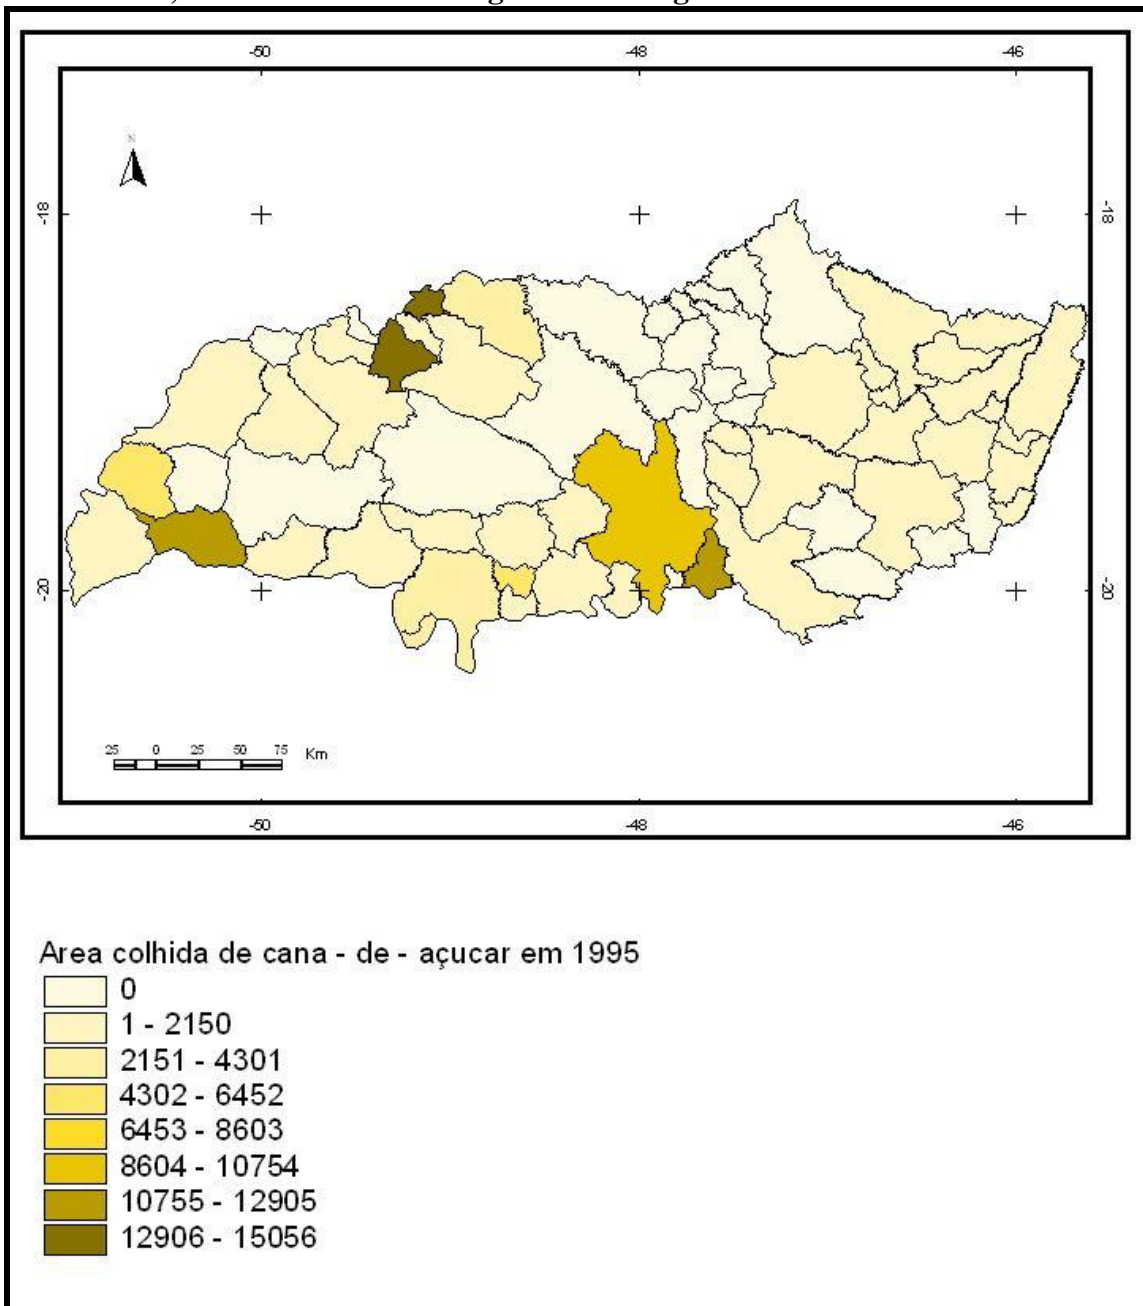 -50 -48 -46
N
-18 -18
-20 -20
25 0 25 50 75 Km
-50 -48 -46
Area colhida de cana - de - açucar em 1995
0
1 - 2150
2151 - 4301
4302 - 6452
6453 - 8603
8604 - 10754
10755 - 12905
12906 - 15056